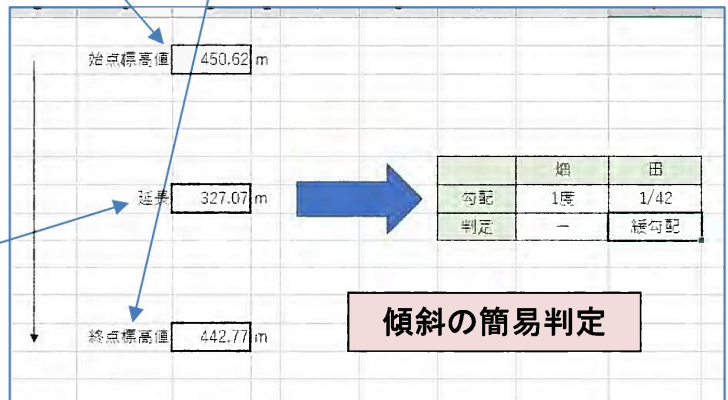 始点標高値 450.62 m
畑 田
延長 327.07 m
勾配 1度 1/42
判定 － 緩勾配
傾斜の簡易判定
終点標高値 442.77 m